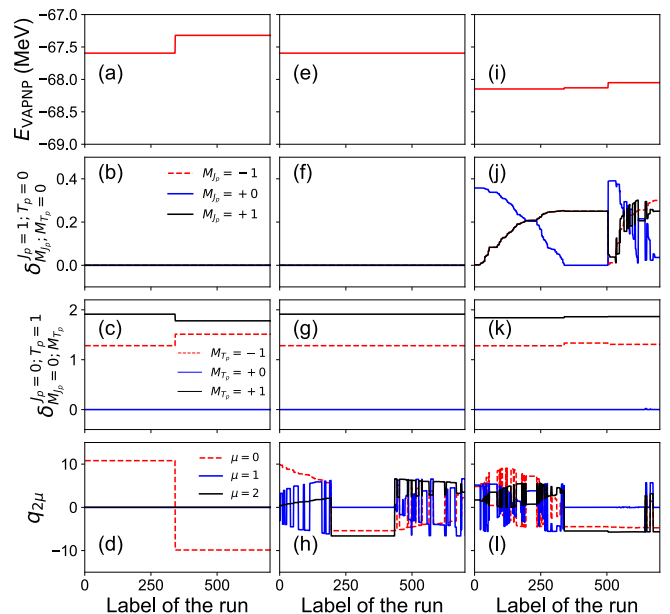 E_VAPNP (MeV)
−67.0
−67.5
−68.0
−68.5
−69.0
(a)
(e)
(i)
δ^{J_p = 1; T_p = 0}_{M_{J_p}; M_{T_p} = 0}
0.4
0.2
0.0
(b)
M_{J_p} = −1
M_{J_p} = +0
M_{J_p} = +1
(f)
(j)
δ^{J_p = 0; T_p = 1}_{M_{J_p} = 0; M_{T_p}}
2
1
0
(c)
M_{T_p} = −1
M_{T_p} = +0
M_{T_p} = +1
(g)
(k)
q_{2μ}
10
0
−10
(d)
μ = 0
μ = 1
μ = 2
(h)
(l)
0 250 500
0 250 500
0 250 500
Label of the run
Label of the run
Label of the run